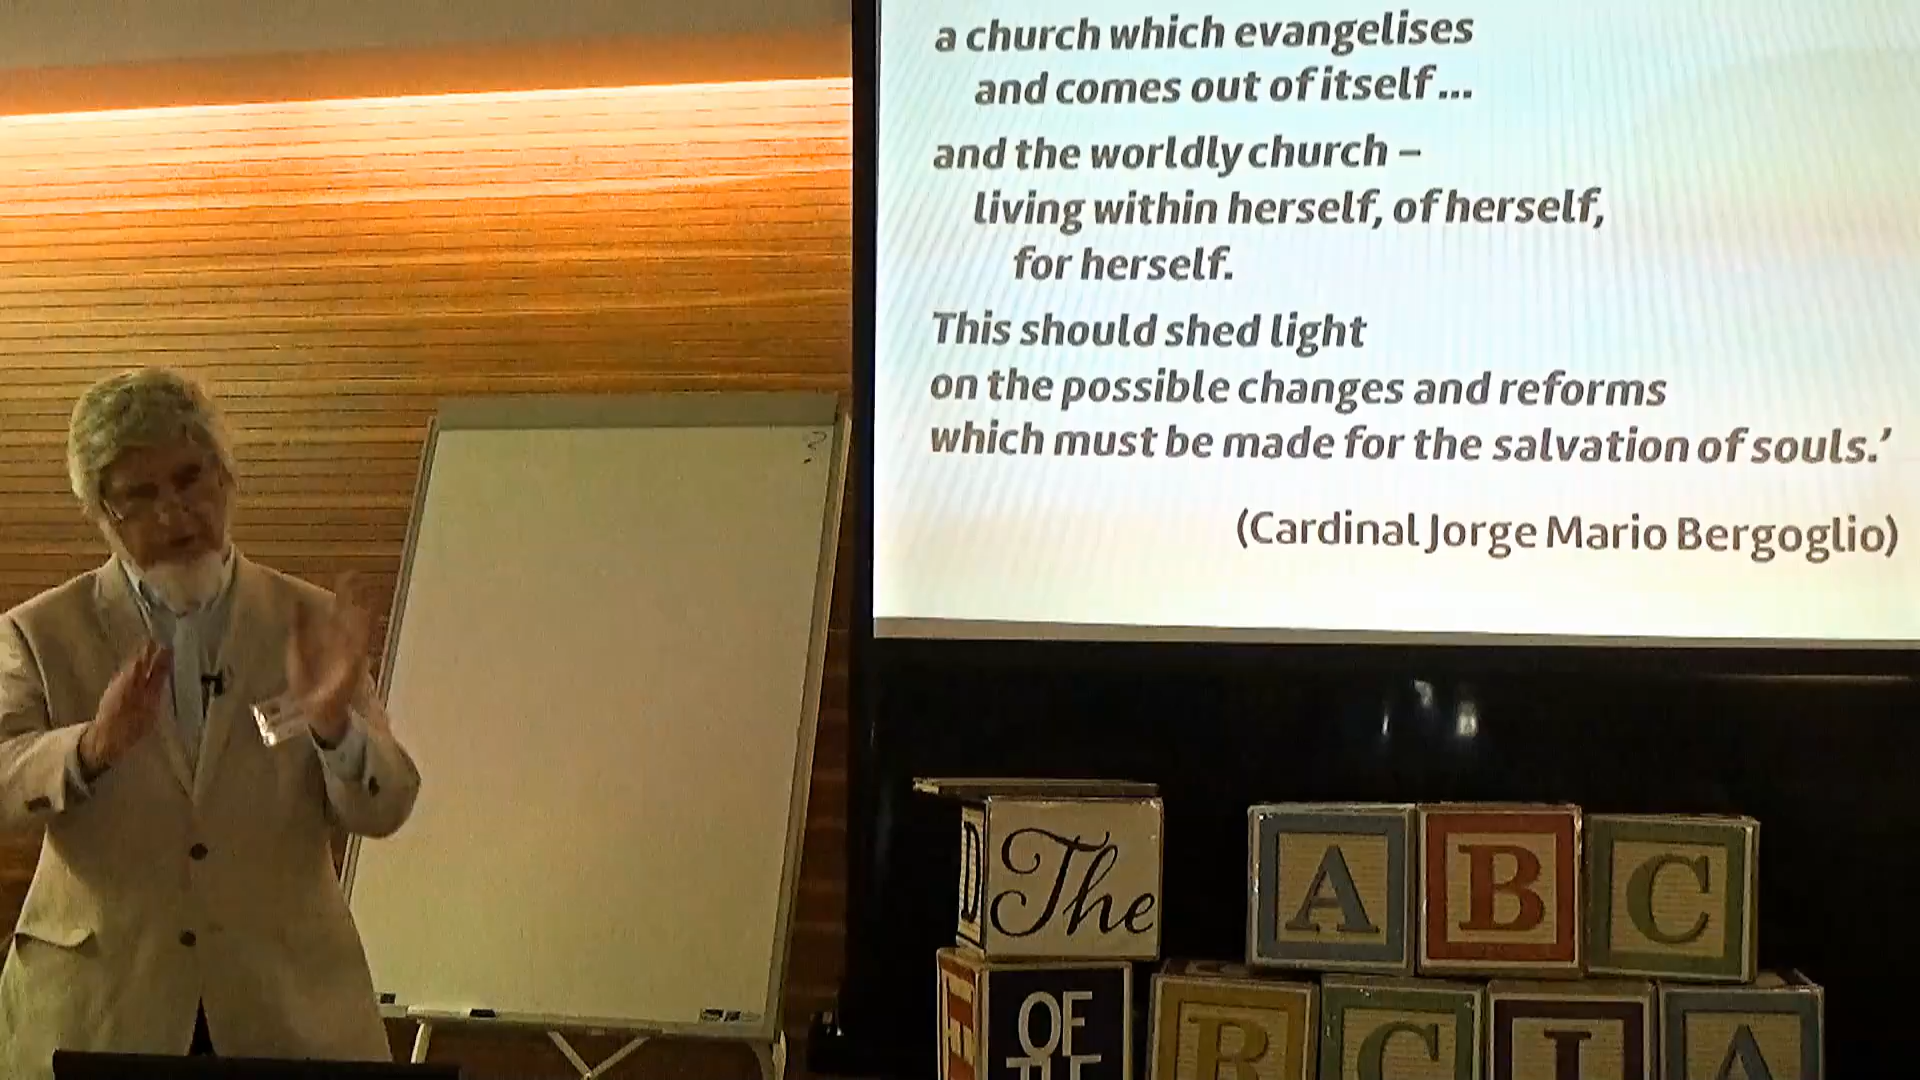 a church which evangelises
and comes out of itself...
and the worldly church –
living within herself, of herself,
for herself.
This should shed light
on the possible changes and reforms
which must be made for the salvation of souls.’
(Cardinal Jorge Mario Bergoglio)
?
D The A B C
OF THE R C I A